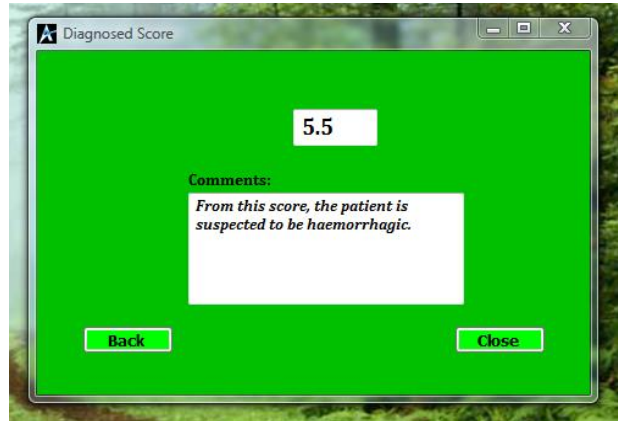 Diagnosed Score
5.5
Comments:
From this score, the patient is
suspected to be haemorrhagic.
Back
Close